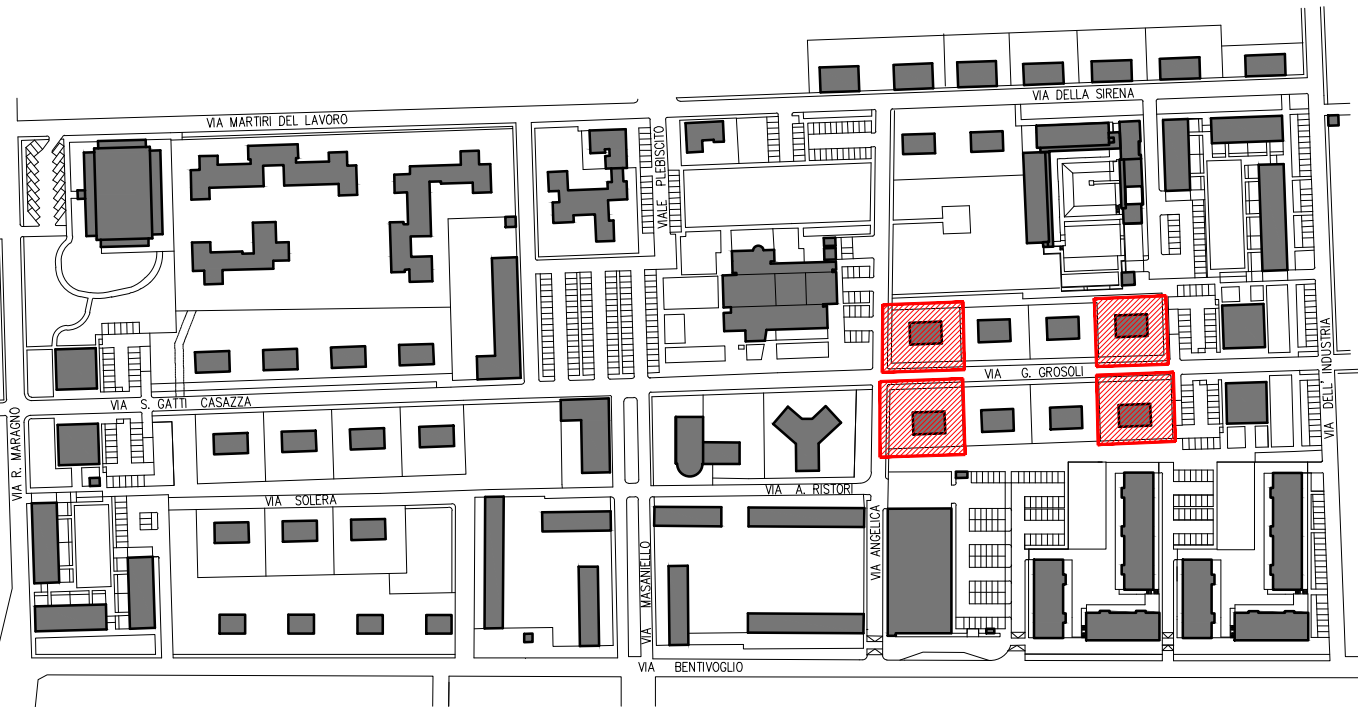 VIA DELLA SIRENA
VIA MARTIRI DEL LAVORO
VIALE PLEBISCITO
VIA DELL' INDUSTRIA
VIA G. GROSOLI
VIA S. GATTI CASAZZA
VIA R. MARAGNO
VIA SOLERA
VIA A. RISTORI
VIA ANGELICA
VIA MASANIELLO
VIA BENTIVOGLIO